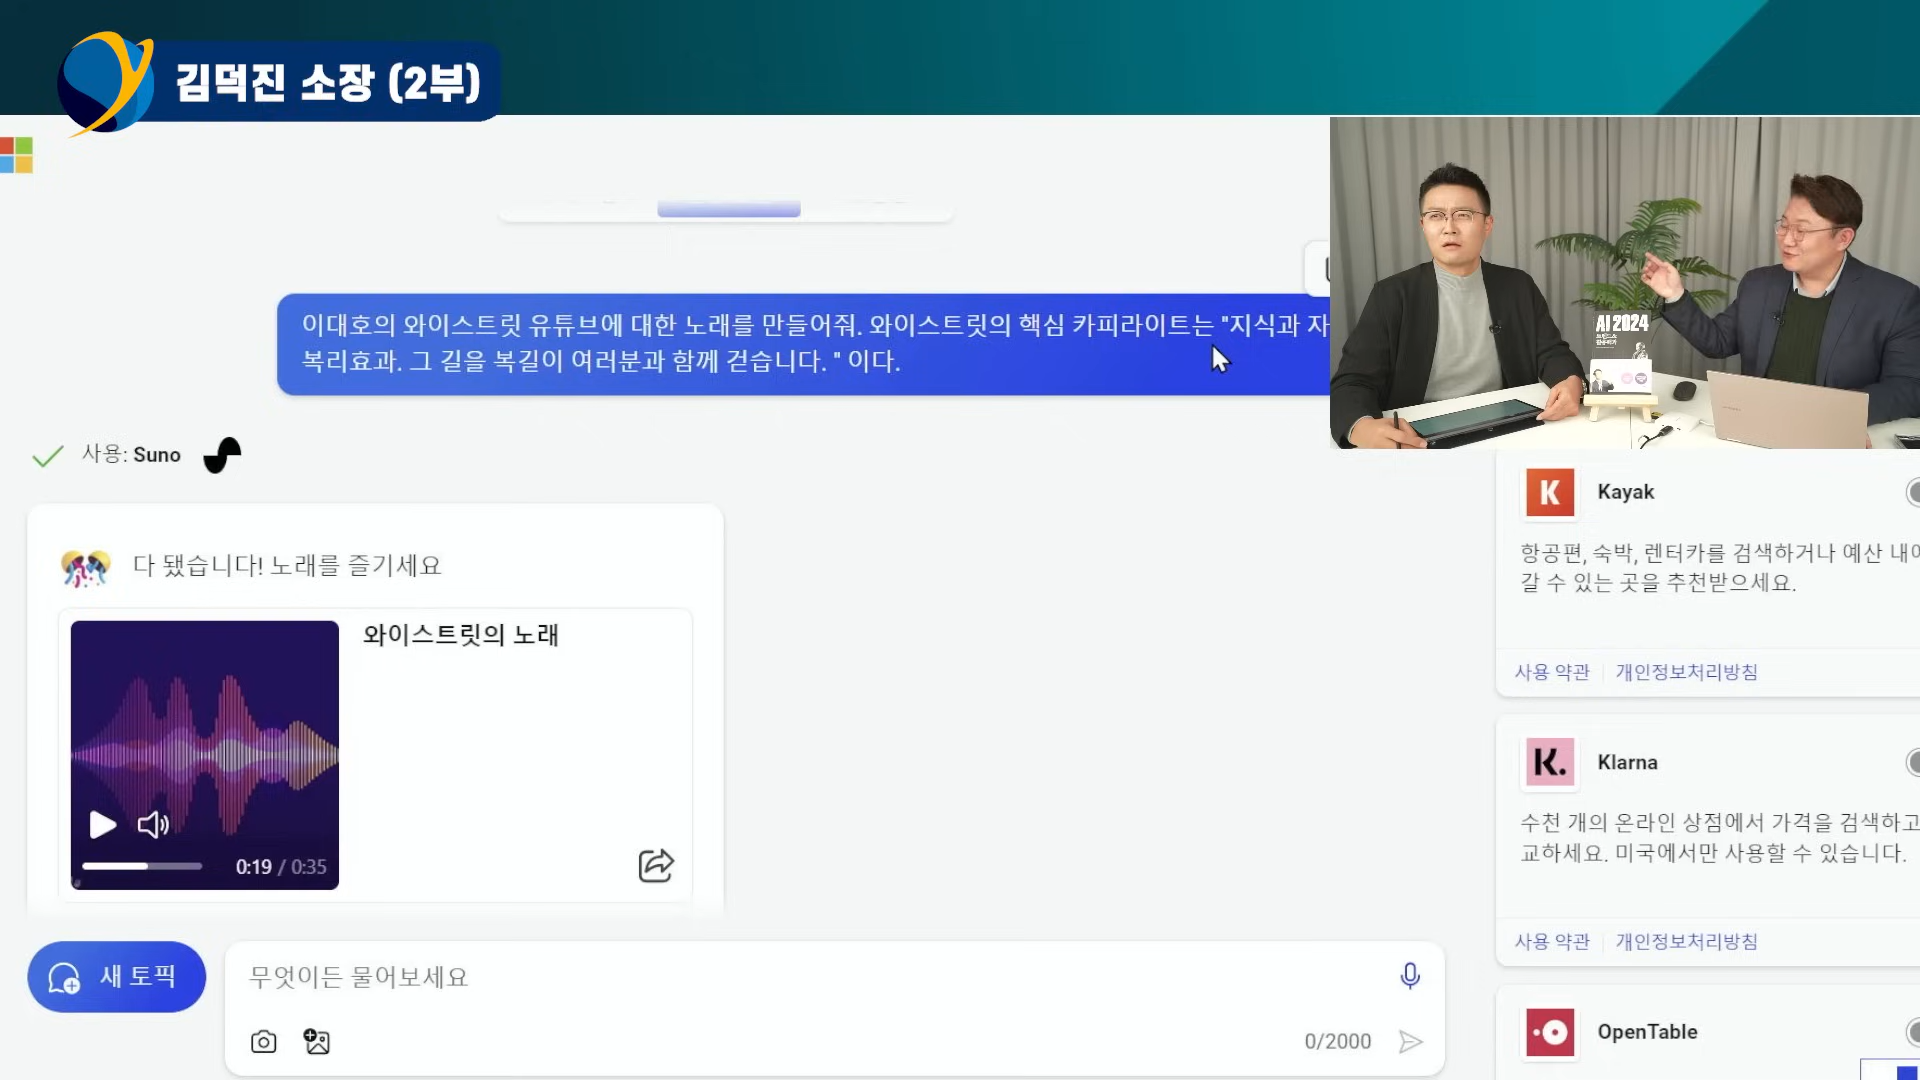 김덕진 소장 (2부)
이대호의 와이스트릿 유튜브에 대한 노래를 만들어줘. 와이스트릿의 핵심 카피라이트는 "지식과 자
복리효과. 그 길을 복길이 여러분과 함께 걷습니다. " 이다.
사용: Suno
다 됐습니다! 노래를 즐기세요
와이스트릿의 노래
0:19 / 0:35
새 토픽
무엇이든 물어보세요
0/2000
AI 2024
Kayak
항공편, 숙박, 렌터카를 검색하거나 예산 내에
갈 수 있는 곳을 추천받으세요.
사용 약관
개인정보처리방침
K.
Klarna
수천 개의 온라인 상점에서 가격을 검색하고
교하세요. 미국에서만 사용할 수 있습니다.
사용 약관
개인정보처리방침
OpenTable